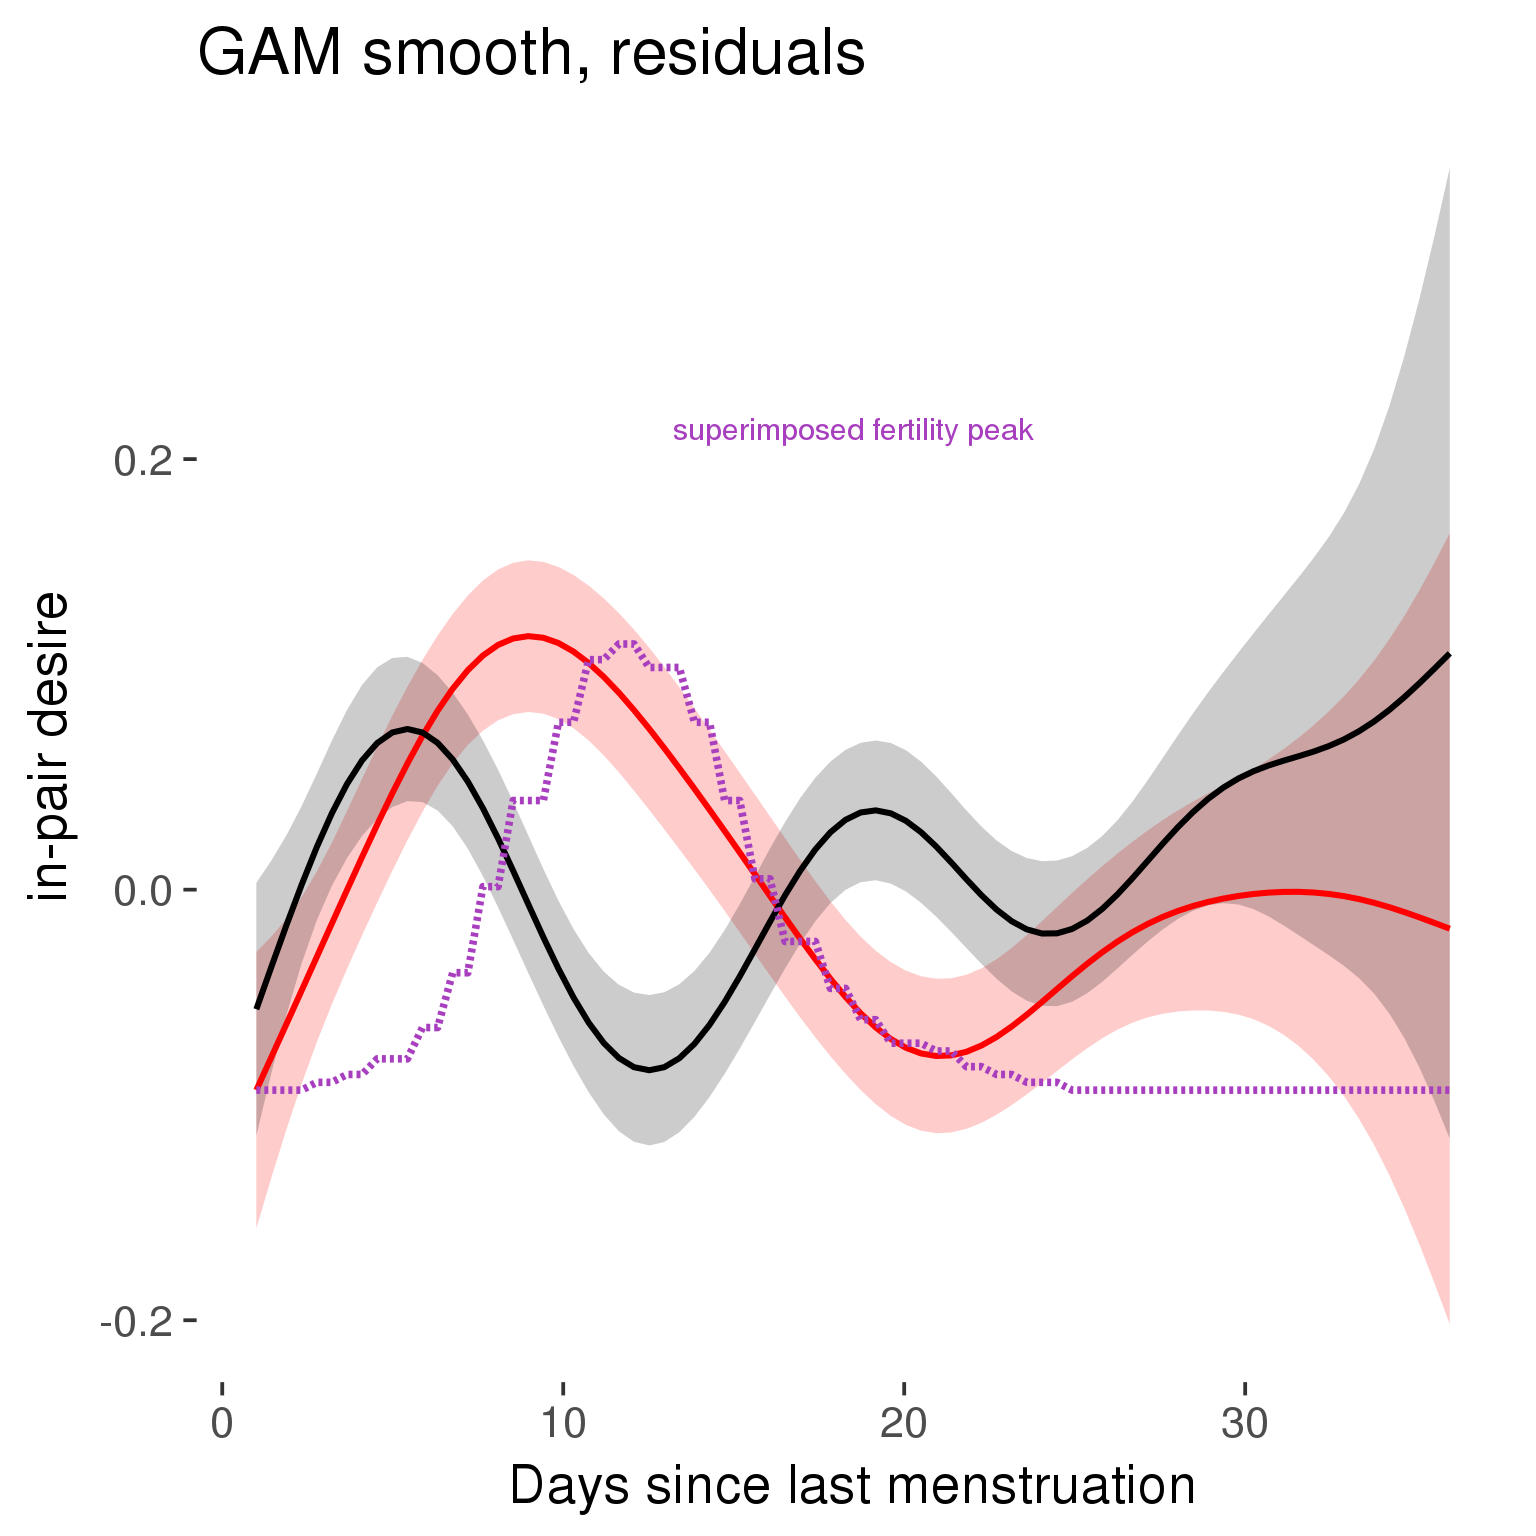 GAM smooth, residuals
superimposed fertility peak
in-pair desire
0.2
0.0
-0.2
0 10 20 30
Days since last menstruation